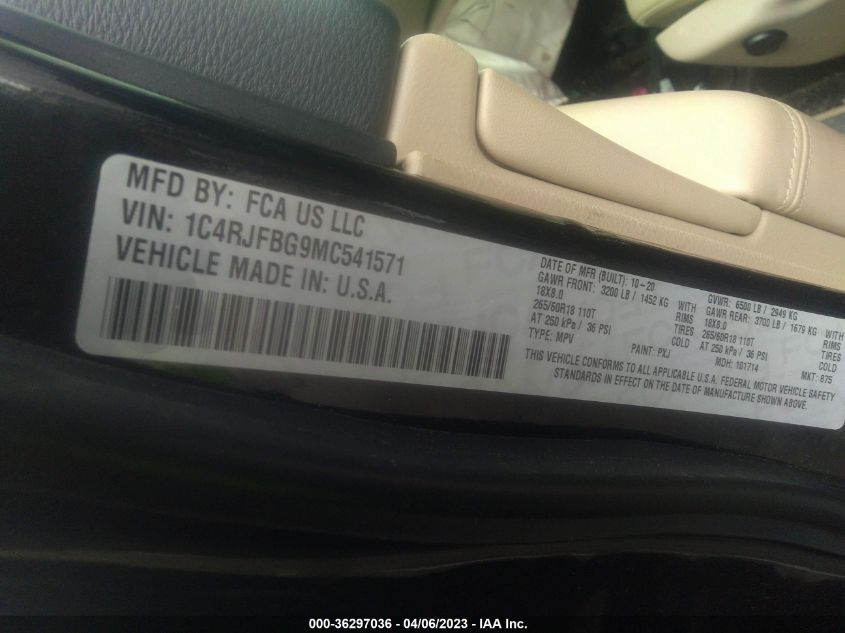 MFD BY: FCA US LLC
VIN: 1C4RJFBG9MC541571
VEHICLE MADE IN: U.S.A.
DATE OF MFR (BUILT): 10-20 GVWR: 6500 LB / 2949 KG
GAWR FRONT: 3200 LB / 1452 KG WITH GAWR REAR: 3700 LB / 1679 KG WITH
18X8.0 RIMS 18X8.0 RIMS
265/60R18 110T TIRES 265/60R18 110T TIRES
AT 250 kPa / 36 PSI COLD AT 250 kPa / 36 PSI COLD
TYPE: MPV PAINT: PXJ MDH: 101714 MKT: 875
THIS VEHICLE CONFORMS TO ALL APPLICABLE U.S.A. FEDERAL MOTOR VEHICLE SAFETY
STANDARDS IN EFFECT ON THE DATE OF MANUFACTURE SHOWN ABOVE.
000-36297036 - 04/06/2023 - IAA Inc.